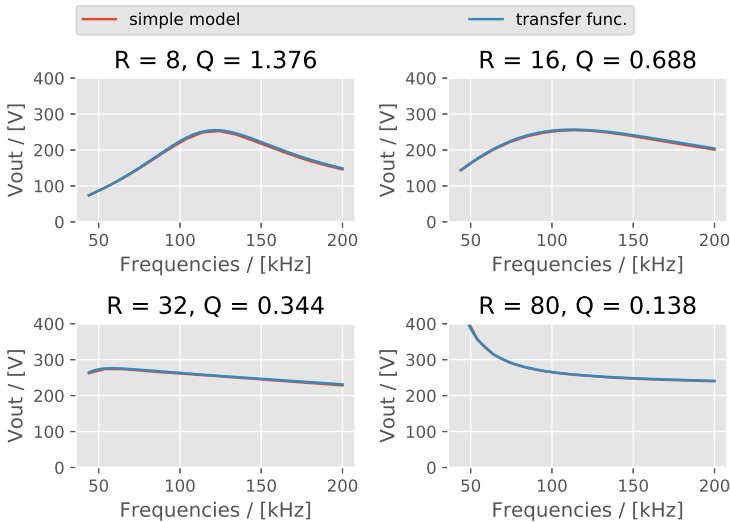 simple model
transfer func.
R = 8, Q = 1.376
R = 16, Q = 0.688
400
300
200
100
0
Vout / [V]
50
100
150
200
Frequencies / [kHz]
400
300
200
100
0
Vout / [V]
50
100
150
200
Frequencies / [kHz]
R = 32, Q = 0.344
R = 80, Q = 0.138
400
300
200
100
0
Vout / [V]
50
100
150
200
Frequencies / [kHz]
400
300
200
100
0
Vout / [V]
50
100
150
200
Frequencies / [kHz]